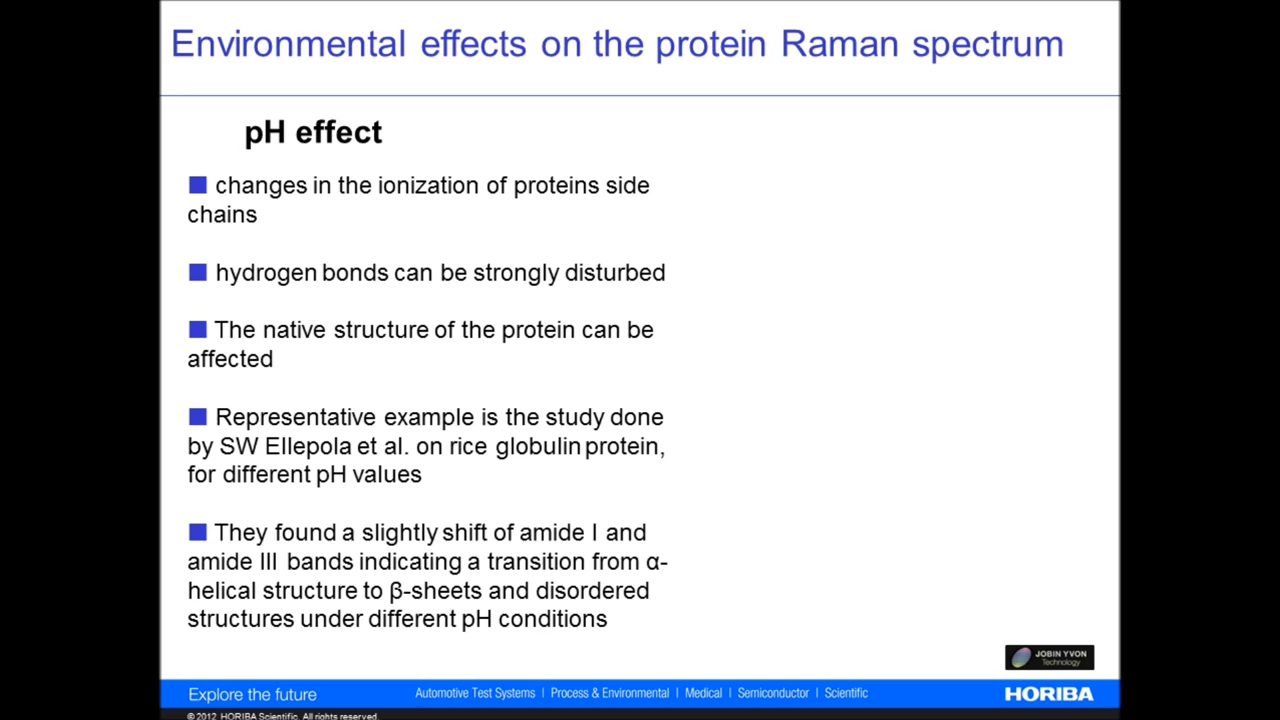 Environmental effects on the protein Raman spectrum
pH effect
changes in the ionization of proteins side
chains
hydrogen bonds can be strongly disturbed
The native structure of the protein can be
affected
Representative example is the study done
by SW Ellepola et al. on rice globulin protein,
for different pH values
They found a slightly shift of amide I and
amide III bands indicating a transition from α-
helical structure to β-sheets and disordered
structures under different pH conditions
JOBIN YVON
Technology
Explore the future
Automotive Test Systems | Process & Environmental | Medical | Semiconductor | Scientific
HORIBA
© 2012 HORIBA Scientific. All rights reserved.